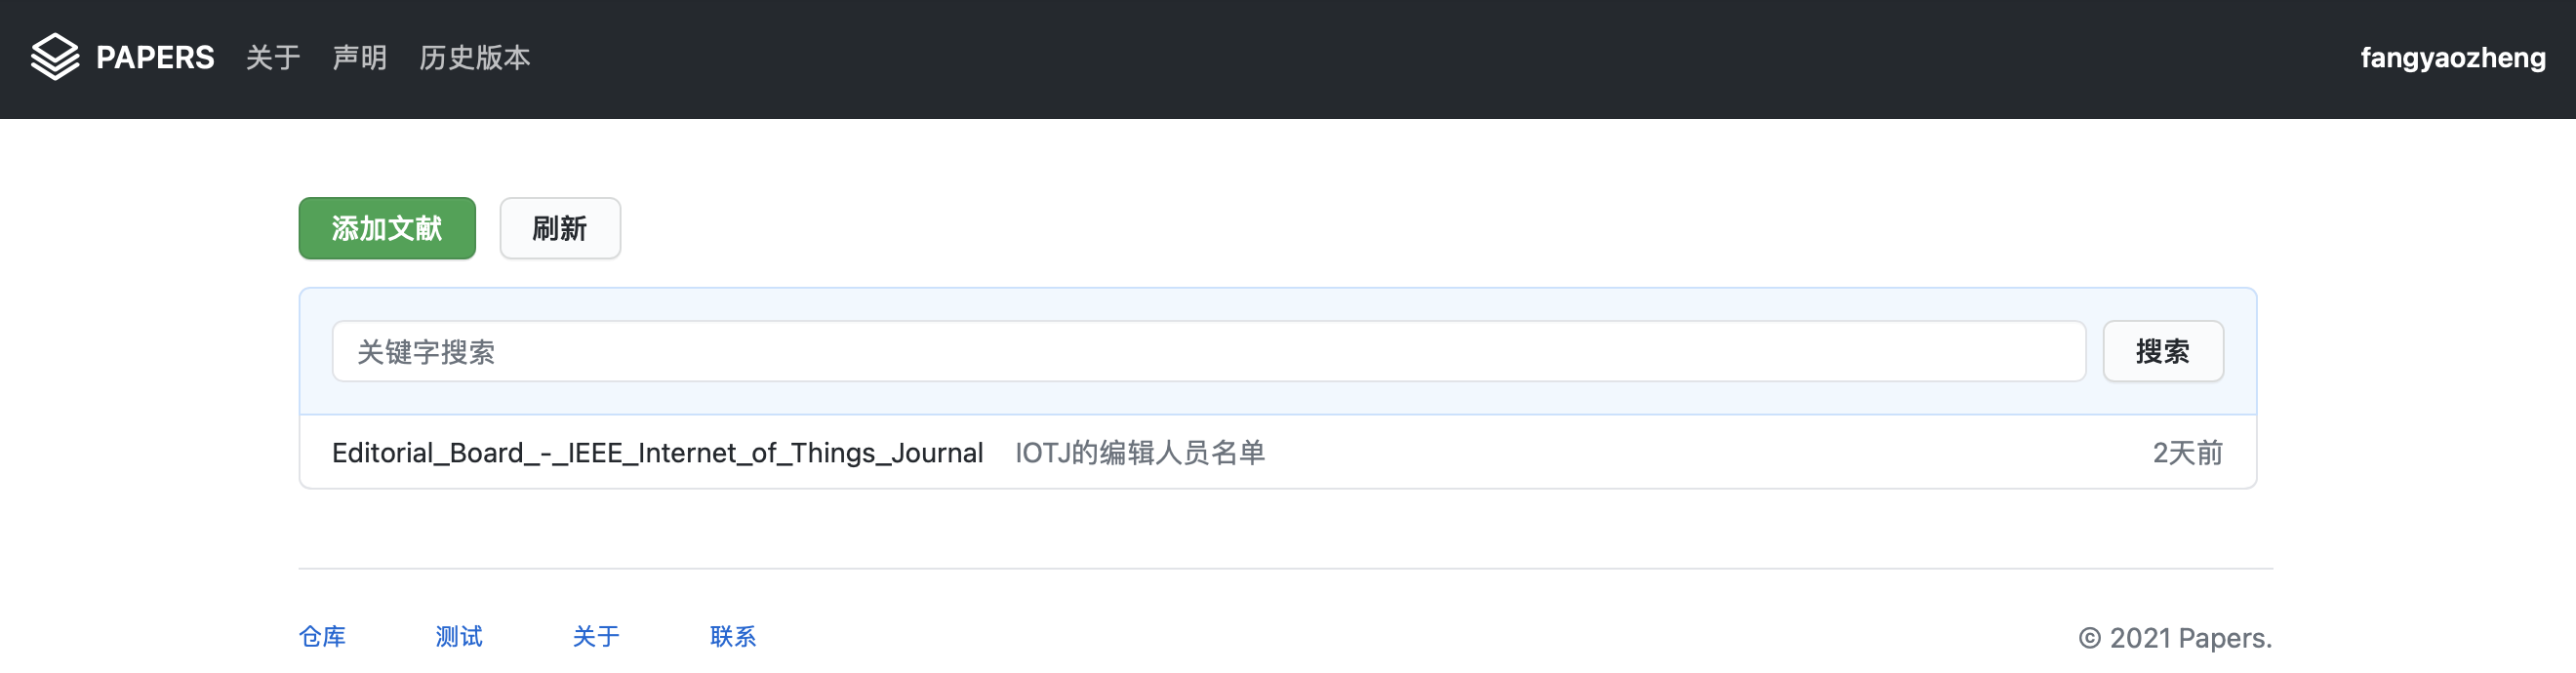 PAPERS 关于 声明 历史版本 fangyaozheng
添加文献 刷新
关键字搜索 搜索
Editorial_Board_-_IEEE_Internet_of_Things_Journal IOTJ的编辑人员名单 2天前
仓库 测试 关于 联系 © 2021 Papers.